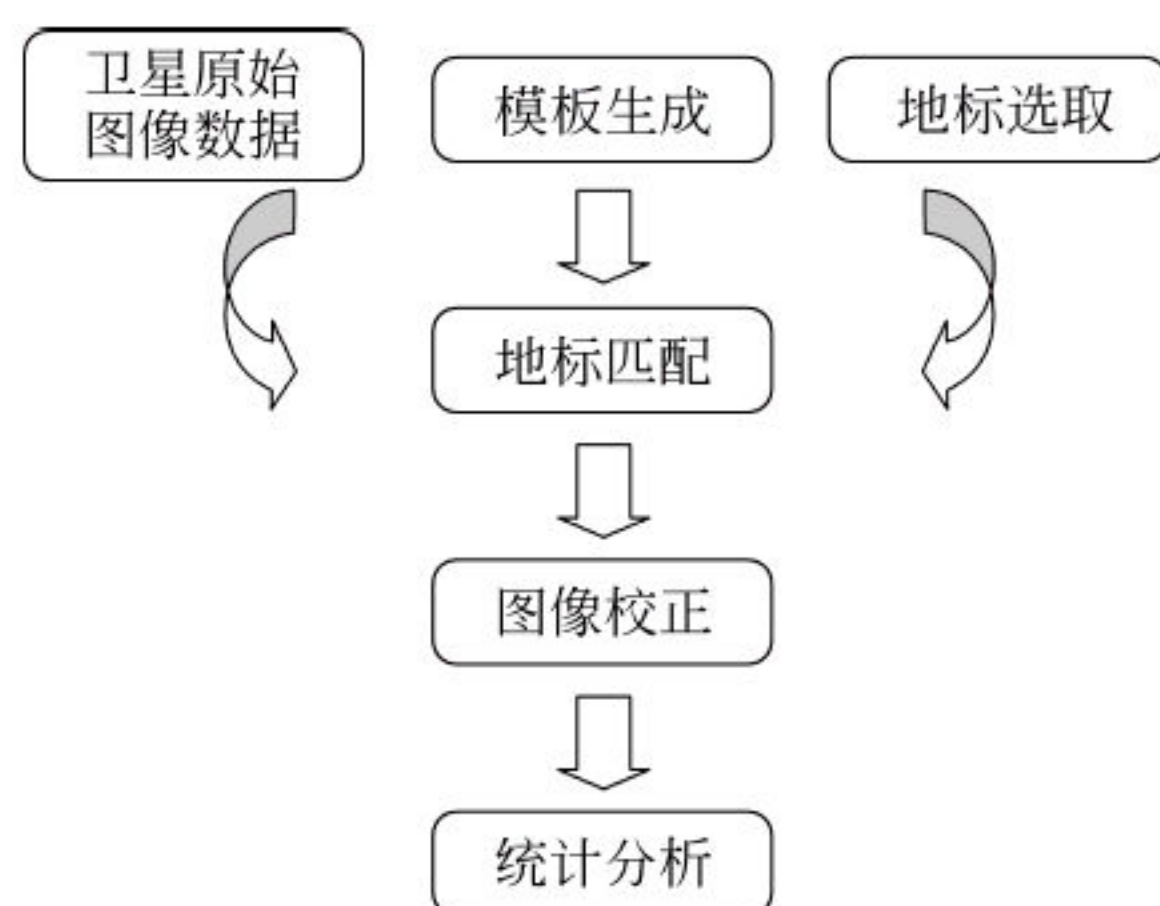 卫星原始
图像数据
模板生成
地标选取
地标匹配
图像校正
统计分析